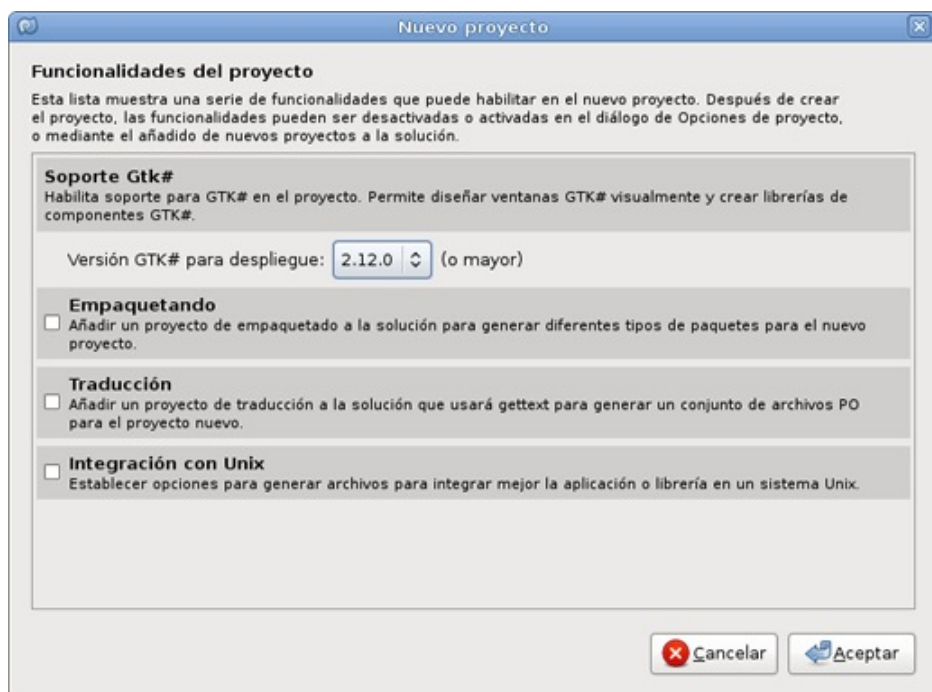 Nuevo proyecto
Funcionalidades del proyecto
Esta lista muestra una serie de funcionalidades que puede habilitar en el nuevo proyecto. Después de crear
el proyecto, las funcionalidades pueden ser desactivadas o activadas en el diálogo de Opciones de proyecto,
o mediante el añadido de nuevos proyectos a la solución.
Soporte Gtk#
Habilita soporte para GTK# en el proyecto. Permite diseñar ventanas GTK# visualmente y crear librerías de
componentes GTK#.
Versión GTK# para despliegue: 2.12.0 (o mayor)
Empaquetando
Añadir un proyecto de empaquetado a la solución para generar diferentes tipos de paquetes para el nuevo
proyecto.
Traducción
Añadir un proyecto de traducción a la solución que usará gettext para generar un conjunto de archivos PO
para el proyecto nuevo.
Integración con Unix
Establecer opciones para generar archivos para integrar mejor la aplicación o librería en un sistema Unix.
Cancelar Aceptar